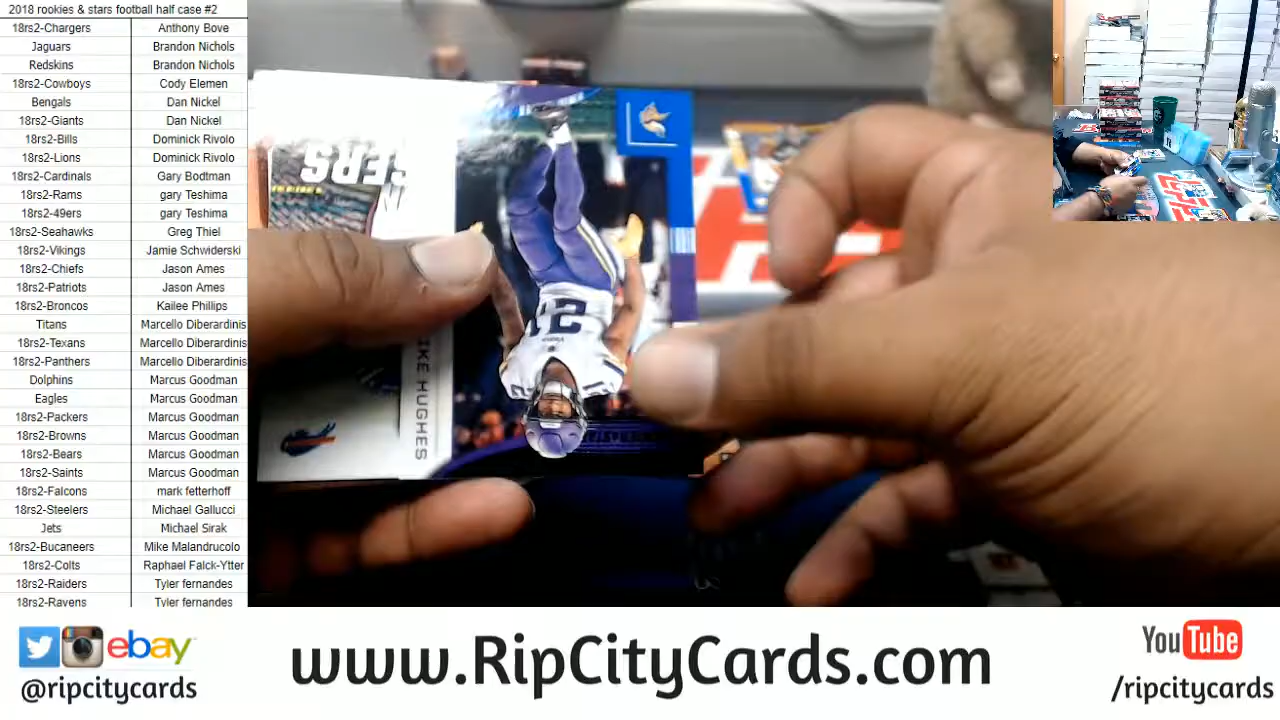 2018 rookies & stars football half case #2
18rs2-Chargers Anthony Bove
Jaguars Brandon Nichols
Redskins Brandon Nichols
18rs2-Cowboys Cody Elemen
Bengals Dan Nickel
18rs2-Giants Dan Nickel
18rs2-Bills Dominick Rivolo
18rs2-Lions Dominick Rivolo
18rs2-Cardinals Gary Bodtman
18rs2-Rams gary Teshima
18rs2-49ers gary Teshima
18rs2-Seahawks Greg Thiel
18rs2-Vikings Jamie Schwiderski
18rs2-Chiefs Jason Ames
18rs2-Patriots Jason Ames
18rs2-Broncos Kailee Phillips
Titans Marcello Diberardinis
18rs2-Texans Marcello Diberardinis
18rs2-Panthers Marcello Diberardinis
Dolphins Marcus Goodman
Eagles Marcus Goodman
18rs2-Packers Marcus Goodman
18rs2-Browns Marcus Goodman
18rs2-Bears Marcus Goodman
18rs2-Saints Marcus Goodman
18rs2-Falcons mark fetterhoff
18rs2-Steelers Michael Gallucci
Jets Michael Sirak
18rs2-Bucaneers Mike Malandrucolo
18rs2-Colts Raphael Falck-Ytter
18rs2-Raiders Tyler fernandes
18rs2-Ravens Tyler fernandes
IKE HUGHES
21
ebay
@ripcitycards
www.RipCityCards.com
YouTube
/ripcitycards